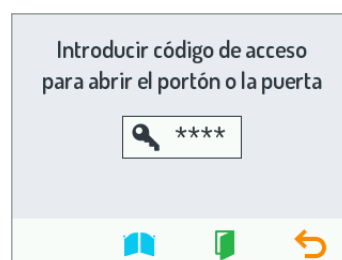 Introducir código de acceso
para abrir el portón o la puerta
****